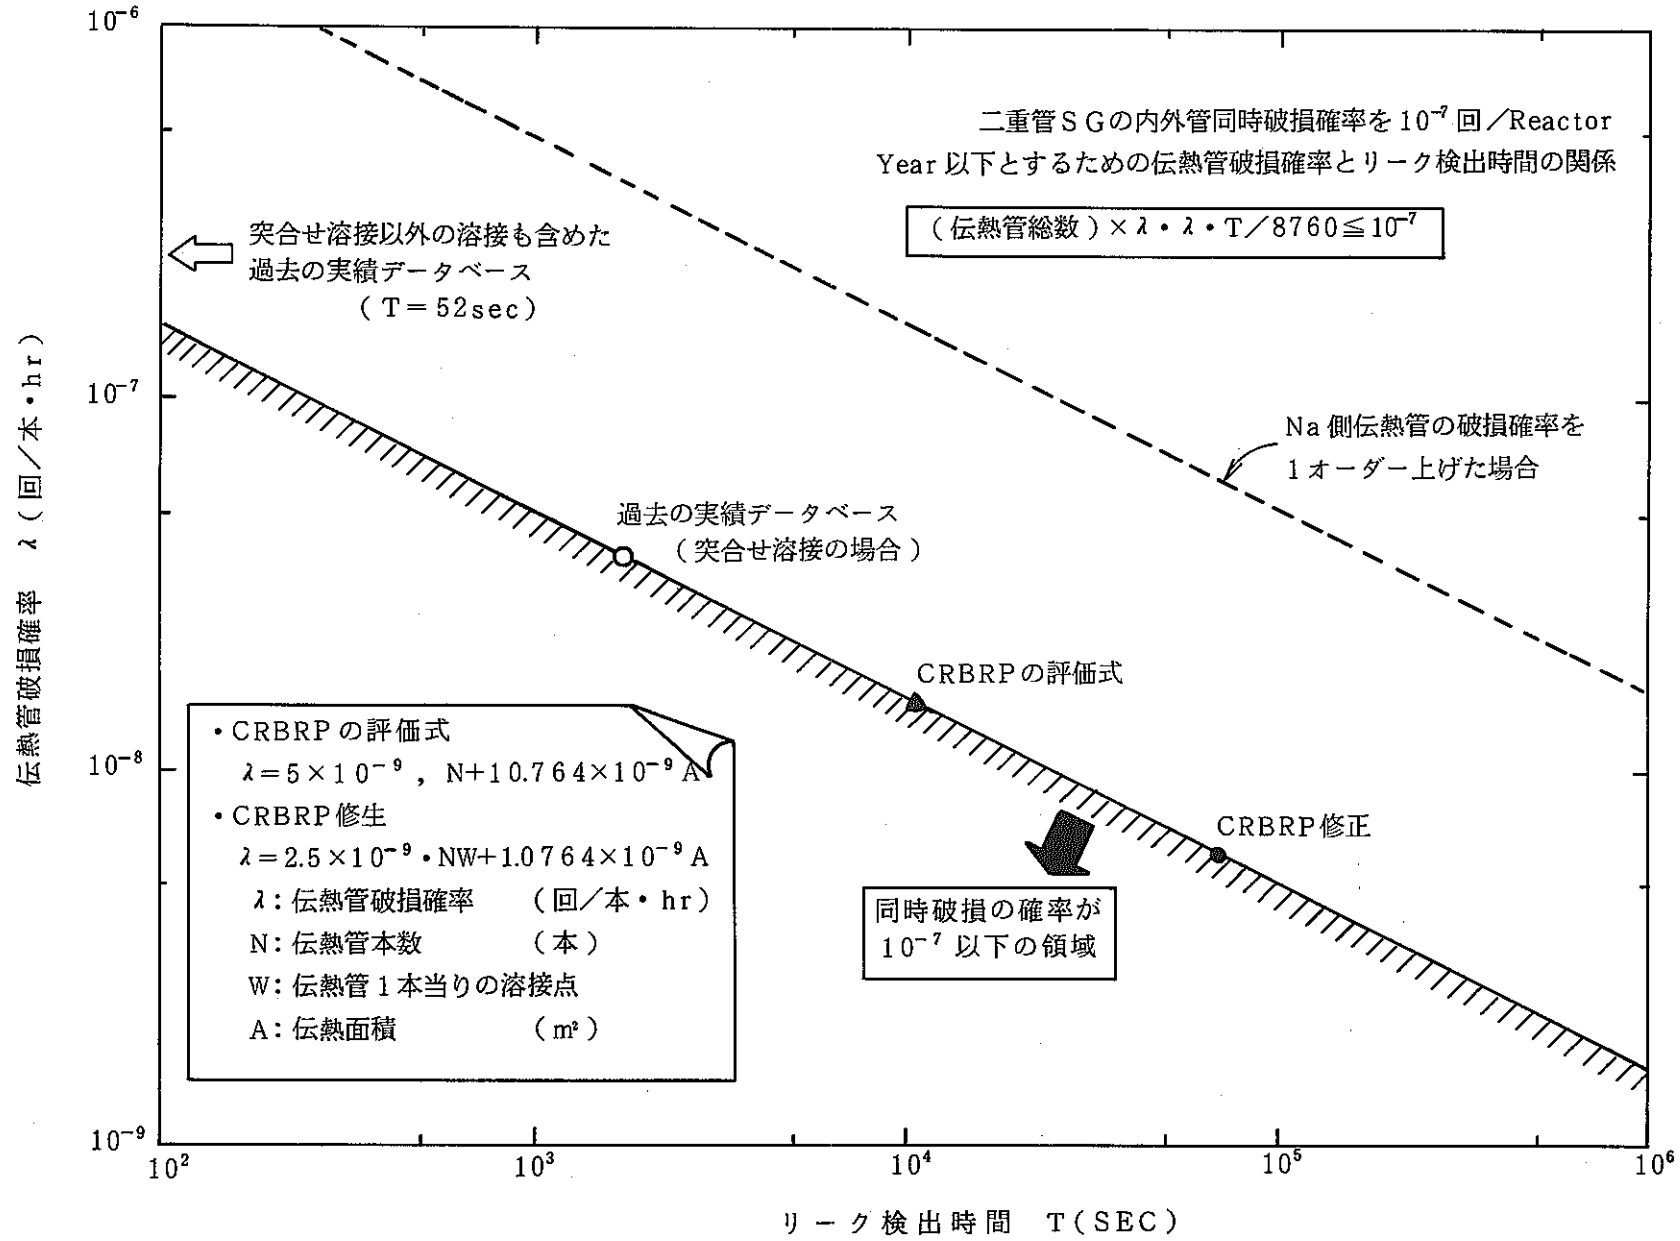 10⁻⁶
二重管SGの内外管同時破損確率を10⁻⁷回/Reactor
Year以下とするための伝熱管破損確率とリーク検出時間の関係
(伝熱管総数)×λ・λ・T/8760≦10⁻⁷
突合せ溶接以外の溶接も含めた
過去の実績データベース
(T=52sec)
10⁻⁷
Na側伝熱管の破損確率を
1オーダー上げた場合
過去の実績データベース
(突合せ溶接の場合)
伝熱管破損確率 λ(回/本・hr)
CRBRPの評価式
10⁻⁸
・CRBRPの評価式
λ=5×10⁻⁹, N+10.764×10⁻⁹A
・CRBRP修生
λ=2.5×10⁻⁹・NW+1.0764×10⁻⁹A
λ:伝熱管破損確率 (回/本・hr)
N:伝熱管本数 (本)
W:伝熱管1本当りの溶接点
A:伝熱面積 (m²)
CRBRP修正
同時破損の確率が
10⁻⁷以下の領域
10⁻⁹
10² 10³ 10⁴ 10⁵ 10⁶
リーク検出時間 T(SEC)